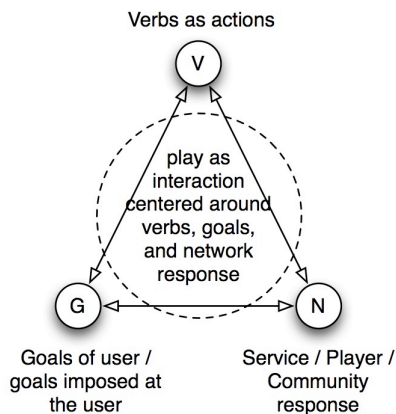 Verbs as actions
V
play as
interaction
centered around
verbs, goals,
and network
response
G
N
Goals of user /
goals imposed at
the user
Service / Player /
Community
response